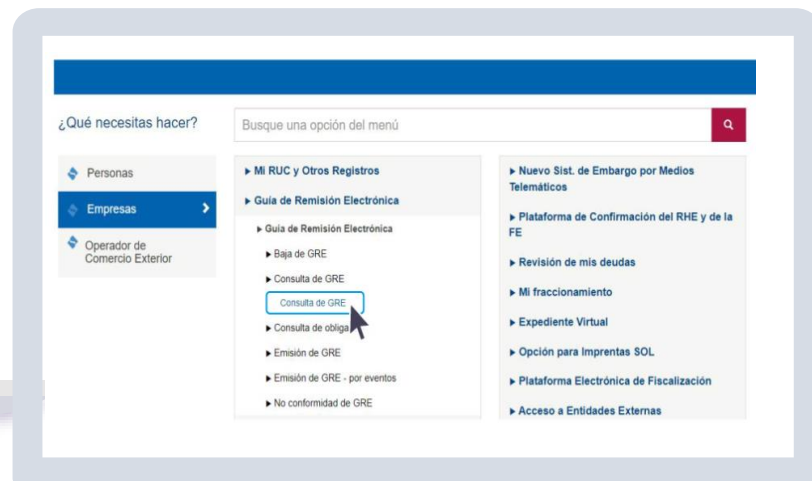 ¿Qué necesitas hacer?
Busque una opción del menú
Personas
Empresas
Operador de
Comercio Exterior
Mi RUC y Otros Registros
Guía de Remisión Electrónica
Guía de Remisión Electrónica
Baja de GRE
Consulta de GRE
Consulta de GRE
Consulta de obliga
Emisión de GRE
Emisión de GRE - por eventos
No conformidad de GRE
Nuevo Sist. de Embargo por Medios
Telemáticos
Plataforma de Confirmación del RHE y de la
FE
Revisión de mis deudas
Mi fraccionamiento
Expediente Virtual
Opción para Imprentas SOL
Plataforma Electrónica de Fiscalización
Acceso a Entidades Externas